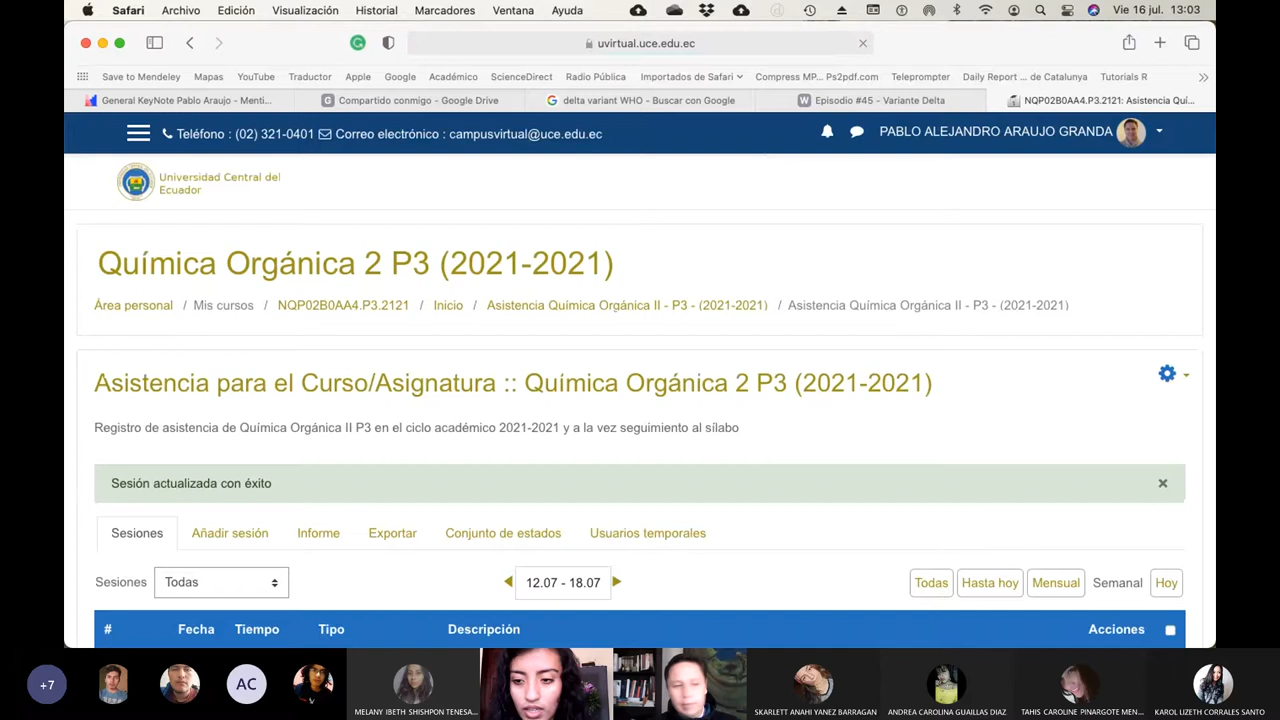 Safari Archivo Edición Visualización Historial Marcadores Ventana Ayuda Vie 16 jul. 13:03
uvirtual.uce.edu.ec
Save to Mendeley Mapas YouTube Traductor Apple Google Académico ScienceDirect Radio Pública Importados de Safari Compress MP... Ps2pdf.com Teleprompter Daily Report ... de Catalunya Tutorials R
General KeyNote Pablo Araujo - Menti... Compartido conmigo - Google Drive delta variant WHO - Buscar con Google Episodio #45 - Variante Delta NQP02B0AA4.P3.2121: Asistencia Quí...
Teléfono : (02) 321-0401 Correo electrónico : campusvirtual@uce.edu.ec PABLO ALEJANDRO ARAUJO GRANDA
Universidad Central del
Ecuador
Química Orgánica 2 P3 (2021-2021)
Área personal / Mis cursos / NQP02B0AA4.P3.2121 / Inicio / Asistencia Química Orgánica II - P3 - (2021-2021) / Asistencia Química Orgánica II - P3 - (2021-2021)
Asistencia para el Curso/Asignatura :: Química Orgánica 2 P3 (2021-2021)
Registro de asistencia de Química Orgánica II P3 en el ciclo académico 2021-2021 y a la vez seguimiento al sílabo
Sesión actualizada con éxito ×
Sesiones Añadir sesión Informe Exportar Conjunto de estados Usuarios temporales
Sesiones Todas 12.07 - 18.07 Todas Hasta hoy Mensual Semanal Hoy
# Fecha Tiempo Tipo Descripción Acciones
+7 AC
MELANY IBETH SHISHPON TENESA... SKARLETT ANAHI YANEZ BARRAGAN ANDREA CAROLINA GUAILLAS DIAZ TAHIS CAROLINE PINARGOTE MEN... KAROL LIZETH CORRALES SANTO